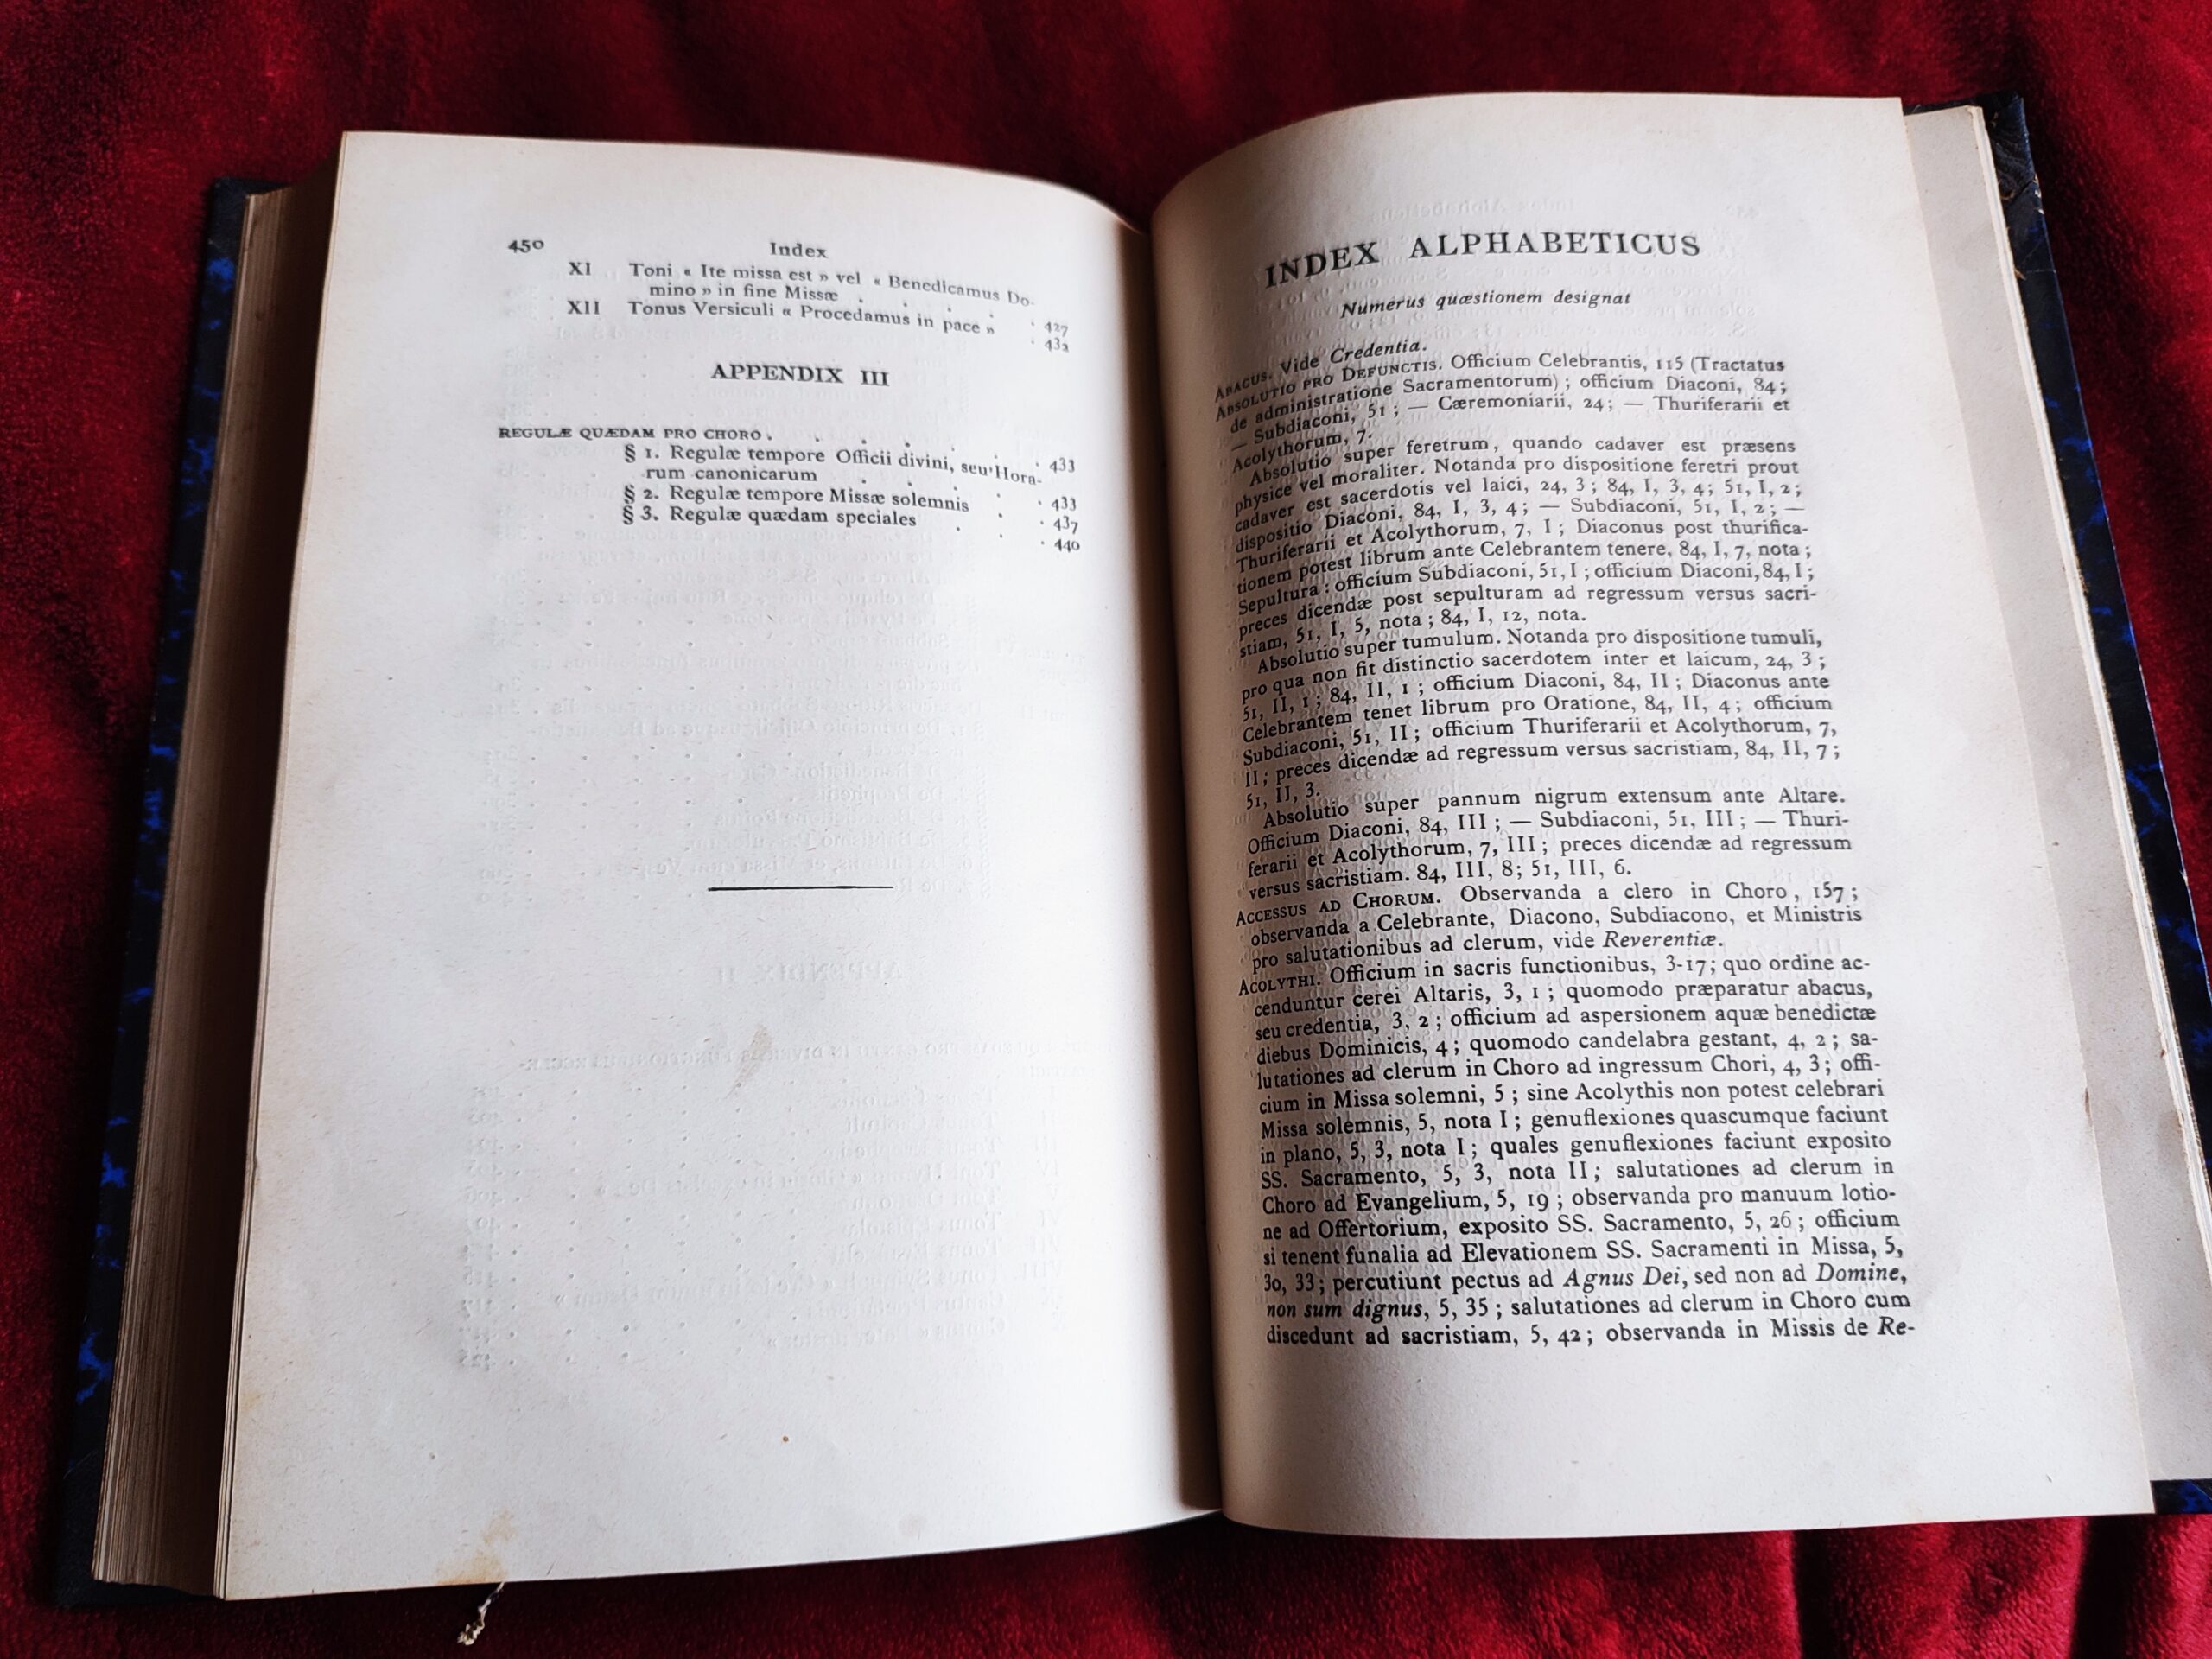 450
Index
XI Toni « Ite missa est » vel « Benedicamus Do-
mino » in fine Missæ . . . . . 427
XII Tonus Versiculi « Procedamus in pace » . 432
APPENDIX III
REGULÆ QUÆDAM PRO CHORO . . . . . . . 433
§ 1. Regulæ tempore Officii divini, seu Hora-
rum canonicarum . . . . . . 433
§ 2. Regulæ tempore Missæ solemnis . . 437
§ 3. Regulæ quædam speciales . . . 440
INDEX ALPHABETICUS
Numerus quæstionem designat
ABACUS. Vide Credentia.
ABSOLUTIO PRO DEFUNCTIS. Officium Celebrantis, 115 (Tractatus
de administratione Sacramentorum) ; officium Diaconi, 84 ;
— Subdiaconi, 51 ; — Cæremoniarii, 24 ; — Thuriferarii et
Acolythorum, 7.
Absolutio super feretrum, quando cadaver est præsens
physice vel moraliter. Notanda pro dispositione feretri prout
cadaver est sacerdotis vel laici, 24, 3 ; 84, I, 3, 4 ; 51, I, 2 ;
dispositio Diaconi, 84, I, 3, 4 ; — Subdiaconi, 51, I, 2 ; —
Thuriferarii et Acolythorum, 7, I ; Diaconus post thurifica-
tionem potest librum ante Celebrantem tenere, 84, I, 7, nota ;
Sepultura : officium Subdiaconi, 51, I ; officium Diaconi, 84, I ;
preces dicendæ post sepulturam ad regressum versus sacri-
stiam, 51, I, 5, nota ; 84, I, 12, nota.
Absolutio super tumulum. Notanda pro dispositione tumuli,
pro qua non fit distinctio sacerdotem inter et laicum, 24, 3 ;
51, II, 1 ; 84, II, 1 ; officium Diaconi, 84, II ; Diaconus ante
Celebrantem tenet librum pro Oratione, 84, II, 4 ; officium
Subdiaconi, 51, II ; officium Thuriferarii et Acolythorum, 7,
II ; preces dicendæ ad regressum versus sacristiam, 84, II, 7 ;
51, II, 3.
Absolutio super pannum nigrum extensum ante Altare.
Officium Diaconi, 84, III ; — Subdiaconi, 51, III ; — Thuri-
ferarii et Acolythorum, 7, III ; preces dicendæ ad regressum
versus sacristiam. 84, III, 8 ; 51, III, 6.
ACCESSUS AD CHORUM. Observanda a clero in Choro, 157 ;
observanda a Celebrante, Diacono, Subdiacono, et Ministris
pro salutationibus ad clerum, vide Reverentiæ.
ACOLYTHI. Officium in sacris functionibus, 3-17 ; quo ordine ac-
cenduntur cerei Altaris, 3, 1 ; quomodo præparatur abacus,
seu credentia, 3, 2 ; officium ad aspersionem aquæ benedictæ
diebus Dominicis, 4 ; quomodo candelabra gestant, 4, 2 ; sa-
lutationes ad clerum in Choro ad ingressum Chori, 4, 3 ; offi-
cium in Missa solemni, 5 ; sine Acolythis non potest celebrari
Missa solemnis, 5, nota I ; genuflexiones quascumque faciunt
in plano, 5, 3, nota I ; quales genuflexiones faciunt exposito
SS. Sacramento, 5, 3, nota II ; salutationes ad clerum in
Choro ad Evangelium, 5, 19 ; observanda pro manuum lotio-
ne ad Offertorium, exposito SS. Sacramento, 5, 26 ; officium
si tenent funalia ad Elevationem SS. Sacramenti in Missa, 5,
30, 33 ; percutiunt pectus ad Agnus Dei, sed non ad Domine,
non sum dignus, 5, 35 ; salutationes ad clerum in Choro cum
discedunt ad sacristiam, 5, 42 ; observanda in Missis de Re-